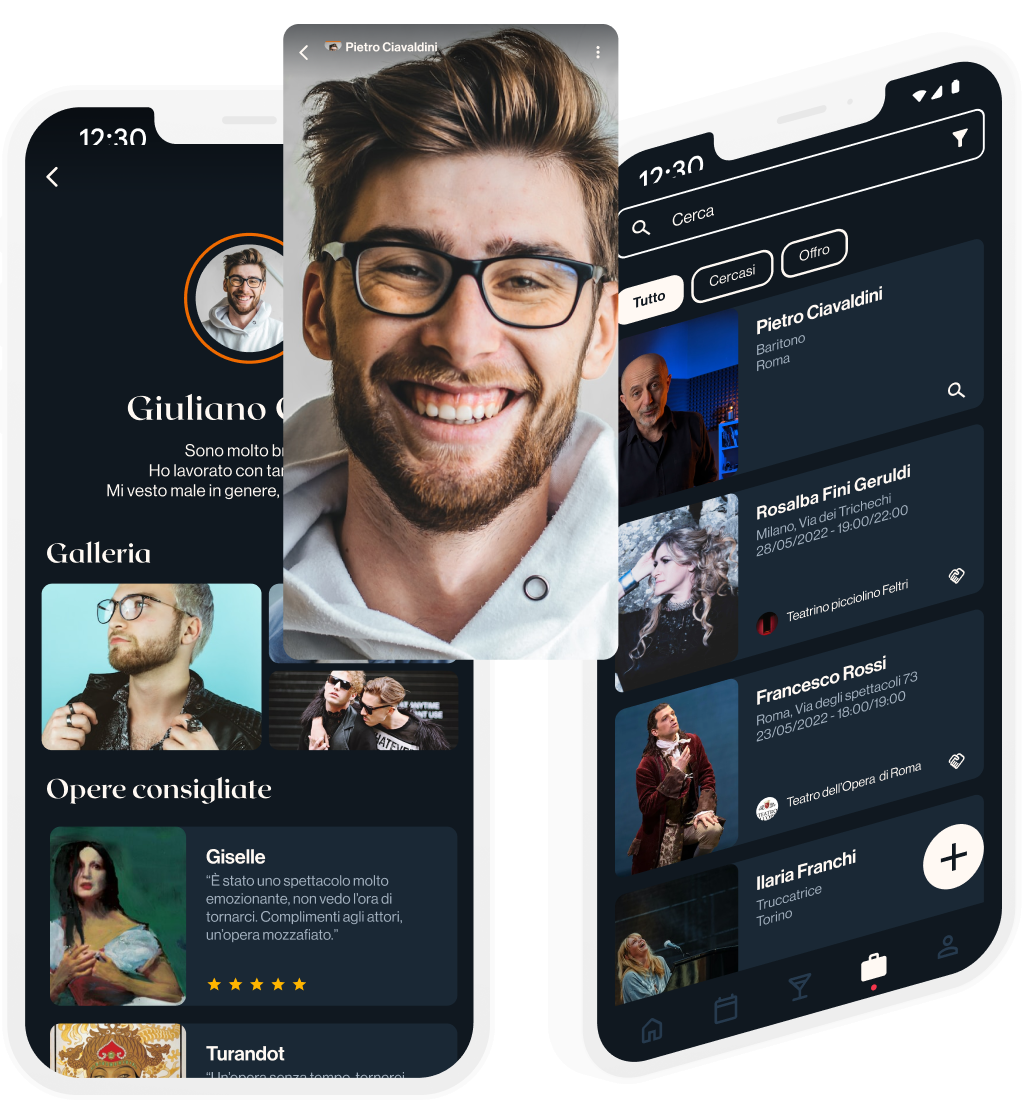 12:30
Giuliano
Sono molto
Ho lavorato con
Mi vesto male in genere,
Galleria
Opere consigliate
Giselle
“È stato uno spettacolo molto
emozionante, non vedo l’ora di
tornarci. Complimenti agli attori,
un’opera mozzafiato.”
Turandot
“Un’opera senza tempo, tornerei
Pietro Ciavaldini
12:30
Cerca
Tutto
Cercasi
Offro
Pietro Ciavaldini
Baritono
Roma
Rosalba Fini Geruldi
Milano, Via dei Trichechi
28/05/2022 - 19:00/22:00
Teatrino picciolino Feltri
Francesco Rossi
Roma, Via degli spettacoli 73
23/05/2022 - 18:00/19:00
Teatro dell’Opera di Roma
Ilaria Franchi
Truccatrice
Torino